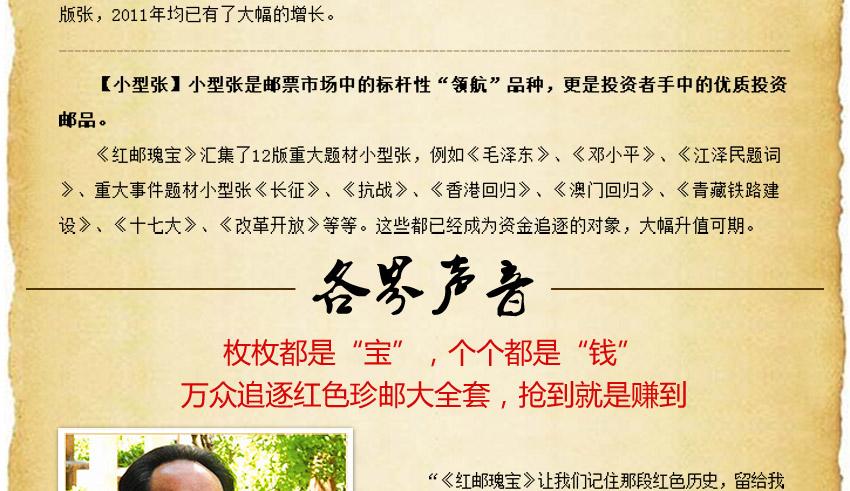 版张，2011年均已有了大幅的增长。
【小型张】小型张是邮票市场中的标杆性“领航”品种，更是投资者手中的优质投资
邮品。
《红邮瑰宝》汇集了12版重大题材小型张，例如《毛泽东》、《邓小平》、《江泽民题词
》、重大事件题材小型张《长征》、《抗战》、《香港回归》、《澳门回归》、《青藏铁路建
设》、《十七大》、《改革开放》等等。这些都已经成为资金追逐的对象，大幅升值可期。
各界声音
枚枚都是“宝”，个个都是“钱”
万众追逐红色珍邮大全套，抢到就是赚到
“《红邮瑰宝》让我们记住那段红色历史，留给我